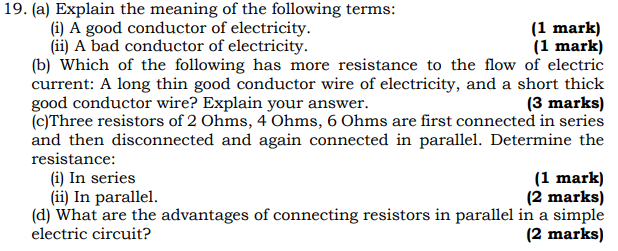 19. (a) Explain the meaning of the following terms:
(i) A good conductor of electricity. (1 mark)
(ii) A bad conductor of electricity. (1 mark)
(b) Which of the following has more resistance to the flow of electric
current: A long thin good conductor wire of electricity, and a short thick
good conductor wire? Explain your answer. (3 marks)
(c)Three resistors of 2 Ohms, 4 Ohms, 6 Ohms are first connected in series
and then disconnected and again connected in parallel. Determine the
resistance:
(i) In series (1 mark)
(ii) In parallel. (2 marks)
(d) What are the advantages of connecting resistors in parallel in a simple
electric circuit? (2 marks)